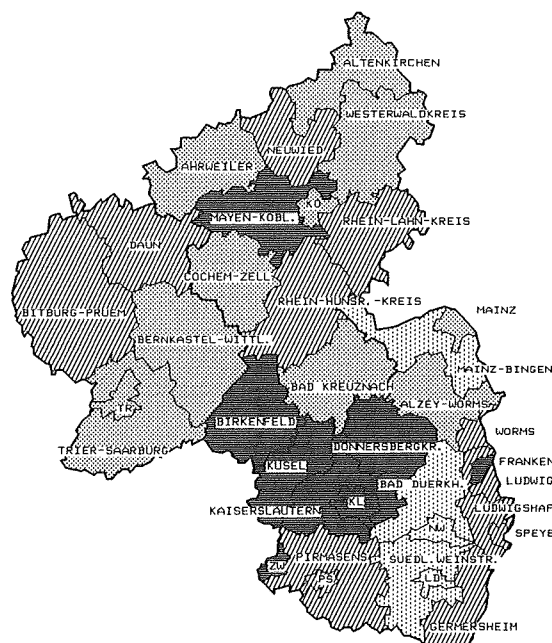 ALTENKIRCHEN
WESTERWALDKREIS
NEUWIED
AHRWEILER
KO
MAYEN-KOBL.
RHEIN-LAHN-KREIS
DAUN
COCHEM-ZELL
RHEIN-HUNSR.-KREIS
BITBURG-PRUEM
MAINZ
BERNKASTEL-WITTL.
MAINZ-BINGEN
BAD KREUZNACH
ALZEY-WORMS
TR
BIRKENFELD
WORMS
TRIER-SAARBURG
DONNERSBERGKR.
FRANKEN
KUSEL
BAD DUERKH.
LUDWIG
KL
KAISERSLAUTERN
LUDWIGSHAF
NW
SPEYE
PIRMASENS
SUEDL.WEINSTR.
ZW
PS
LD
GERMERSHEIM